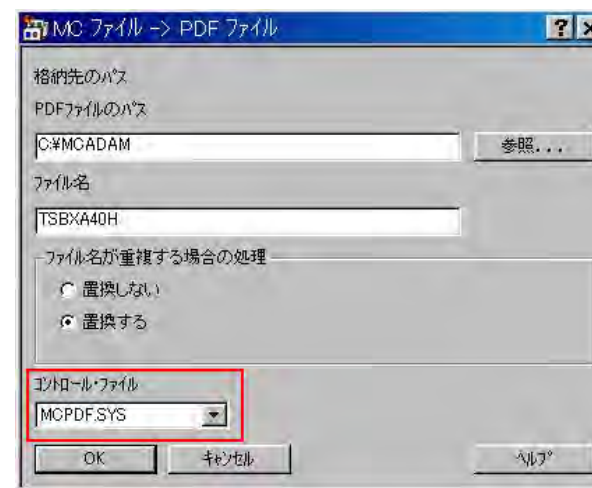 MC ファイル -> PDF ファイル
格納先のパス
PDFファイルのパス
C:¥MCADAM
参照...
ファイル名
TSBXA40H
ファイル名が重複する場合の処理
置換しない
置換する
コントロール・ファイル
MCPDF.SYS
OK
キャンセル
ヘルプ